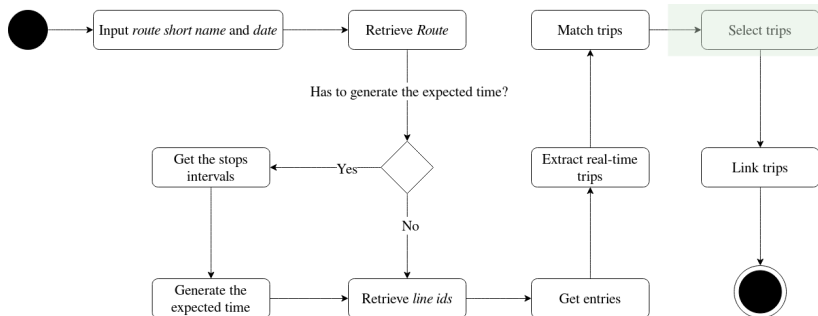 Input route short name and date
Retrieve Route
Match trips
Select trips
Has to generate the expected time?
Get the stops
intervals
Yes
Extract real-time
trips
Link trips
No
Generate the
expected time
Retrieve line ids
Get entries